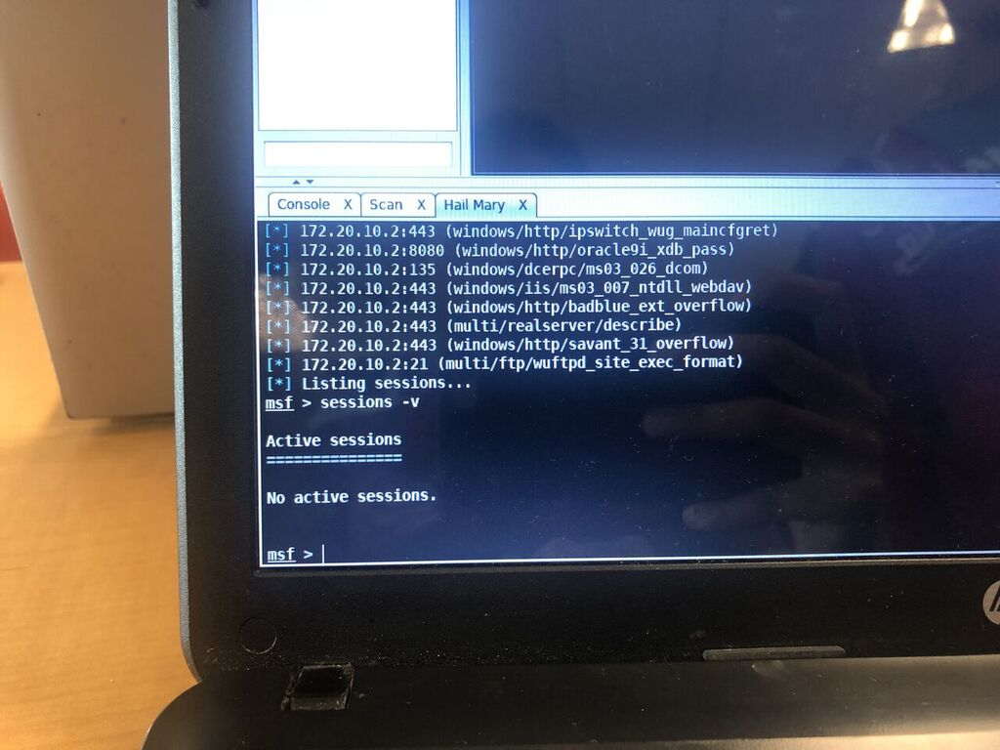 Console X Scan X Hail Mary X
[*] 172.20.10.2:443 (windows/http/ipswitch_wug_maincfgret)
[*] 172.20.10.2:8080 (windows/http/oracle9i_xdb_pass)
[*] 172.20.10.2:135 (windows/dcerpc/ms03_026_dcom)
[*] 172.20.10.2:443 (windows/iis/ms03_007_ntdll_webdav)
[*] 172.20.10.2:443 (windows/http/badblue_ext_overflow)
[*] 172.20.10.2:443 (multi/realserver/describe)
[*] 172.20.10.2:443 (windows/http/savant_31_overflow)
[*] 172.20.10.2:21 (multi/ftp/wuftpd_site_exec_format)
[*] Listing sessions...
msf > sessions -v
Active sessions
===============
No active sessions.
msf >